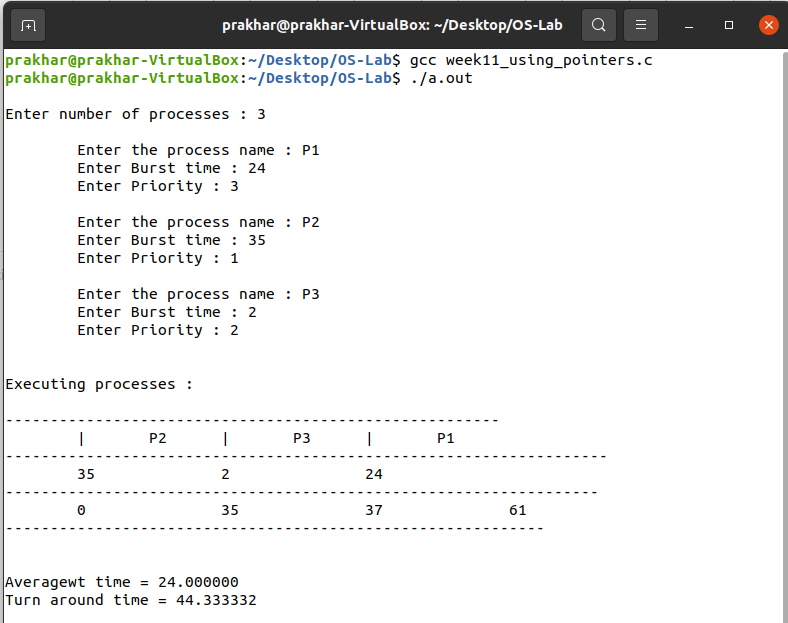 prakhar@prakhar-VirtualBox: ~/Desktop/OS-Lab
prakhar@prakhar-VirtualBox:~/Desktop/OS-Lab$ gcc week11_using_pointers.c
prakhar@prakhar-VirtualBox:~/Desktop/OS-Lab$ ./a.out
Enter number of processes : 3
Enter the process name : P1
Enter Burst time : 24
Enter Priority : 3
Enter the process name : P2
Enter Burst time : 35
Enter Priority : 1
Enter the process name : P3
Enter Burst time : 2
Enter Priority : 2
Executing processes :
-------------------------------------------------------
| P2 | P3 | P1
-------------------------------------------------------------------
35 2 24
------------------------------------------------------------------
0 35 37 61
------------------------------------------------------------
Averagewt time = 24.000000
Turn around time = 44.333332